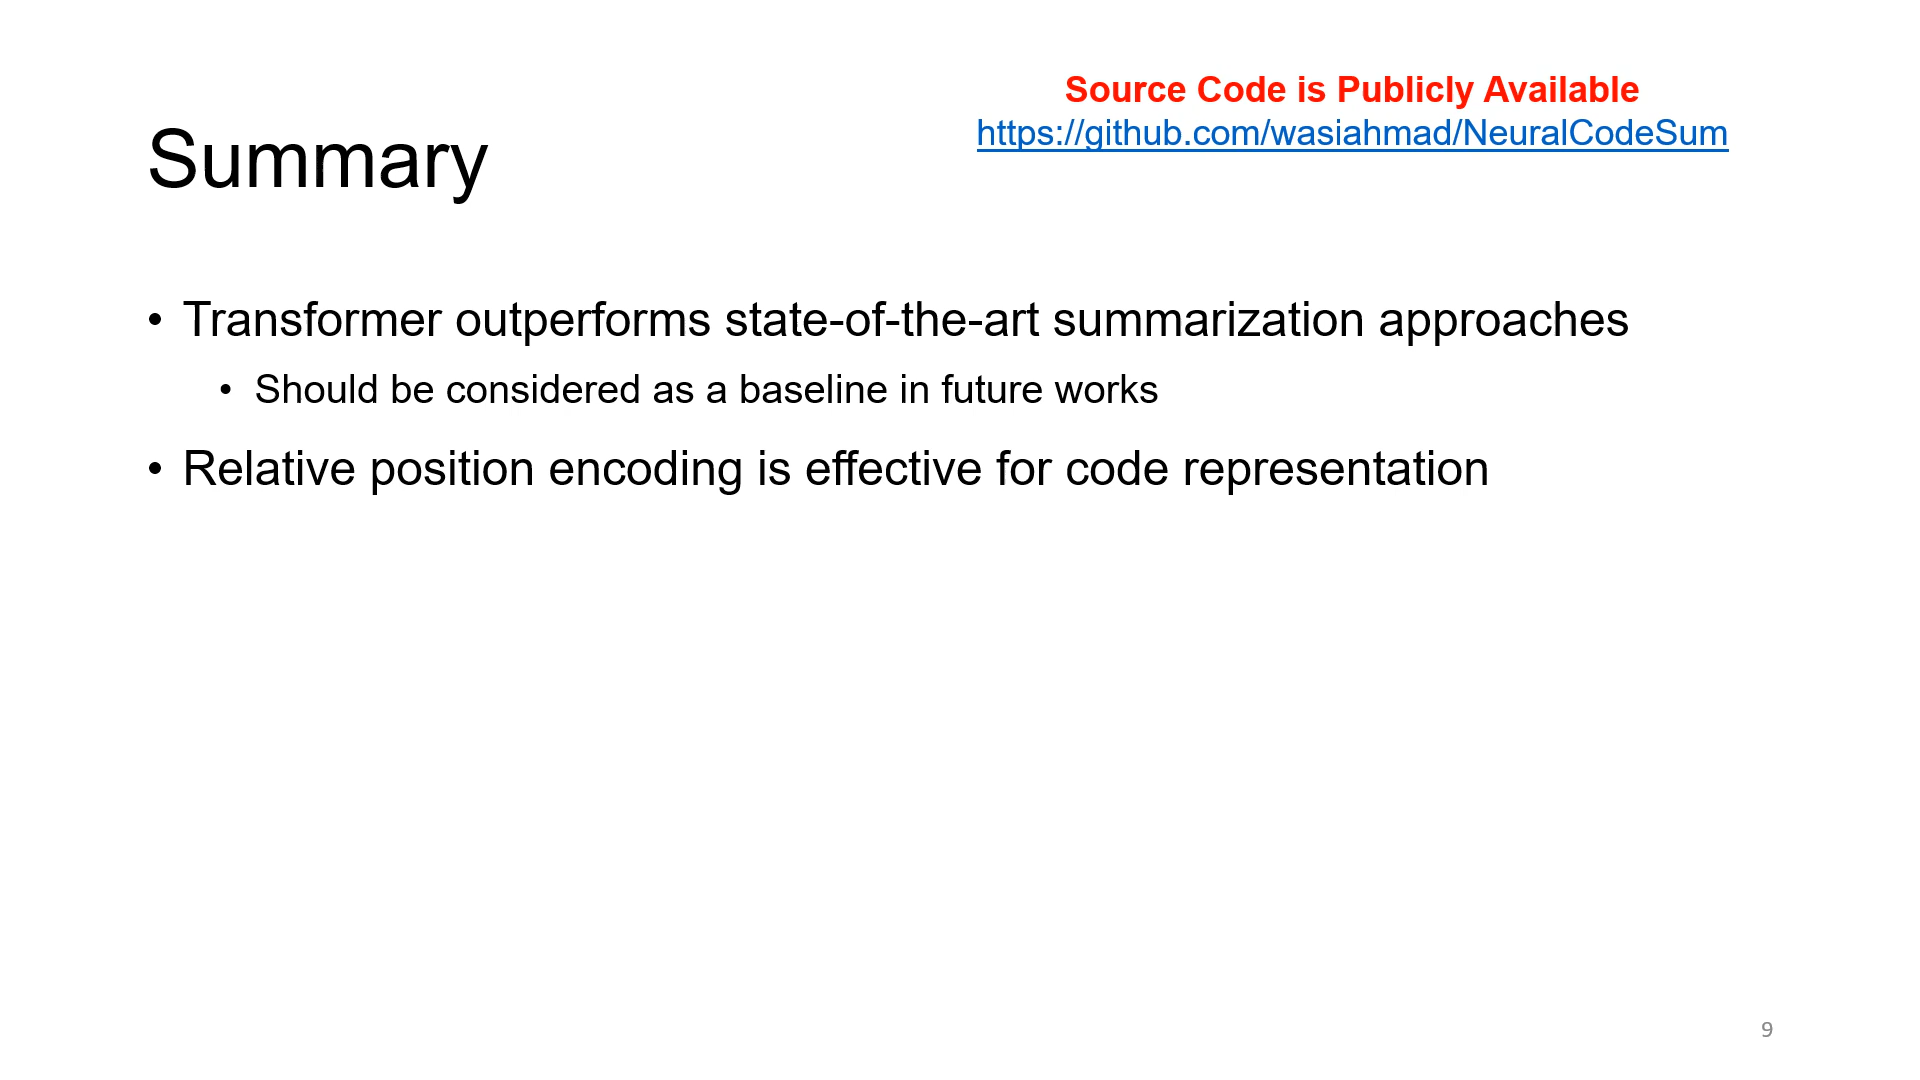 Source Code is Publicly Available
https://github.com/wasiahmad/NeuralCodeSum
Summary
• Transformer outperforms state-of-the-art summarization approaches
• Should be considered as a baseline in future works
• Relative position encoding is effective for code representation
9